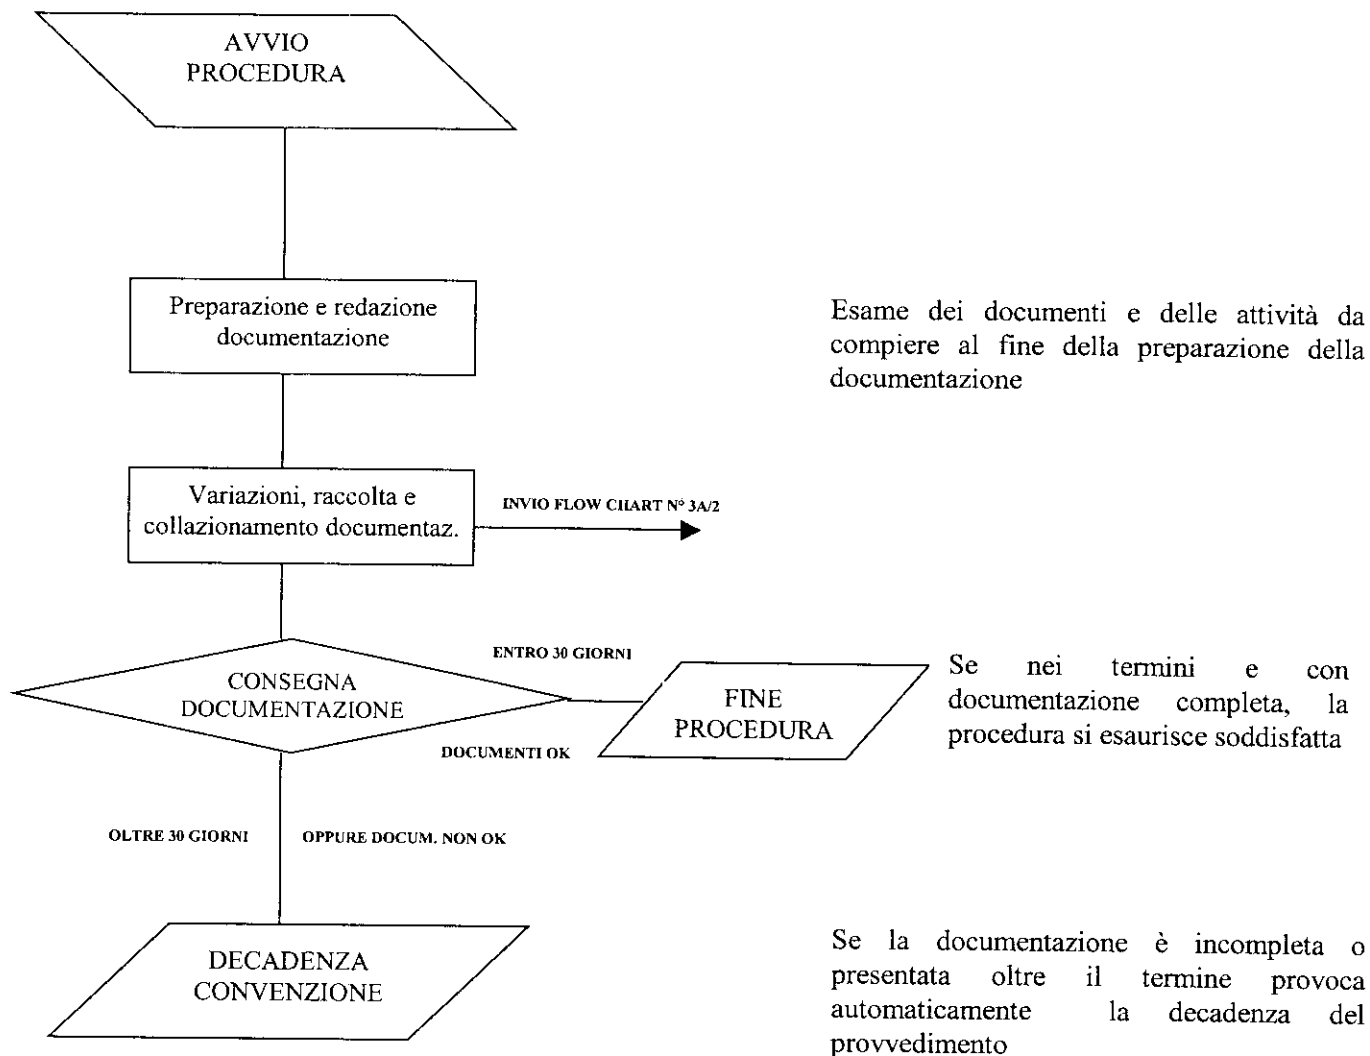 AVVIO
PROCEDURA
Preparazione e redazione
documentazione
Esame dei documenti e delle attività da
compiere al fine della preparazione della
documentazione
Variazioni, raccolta e
collazionamento documentaz.
INVIO FLOW CHART N° 3A/2
CONSEGNA
DOCUMENTAZIONE
ENTRO 30 GIORNI
DOCUMENTI OK
FINE
PROCEDURA
Se nei termini e con
documentazione completa, la
procedura si esaurisce soddisfatta
OLTRE 30 GIORNI
OPPURE DOCUM. NON OK
DECADENZA
CONVENZIONE
Se la documentazione è incompleta o
presentata oltre il termine provoca
automaticamente la decadenza del
provvedimento